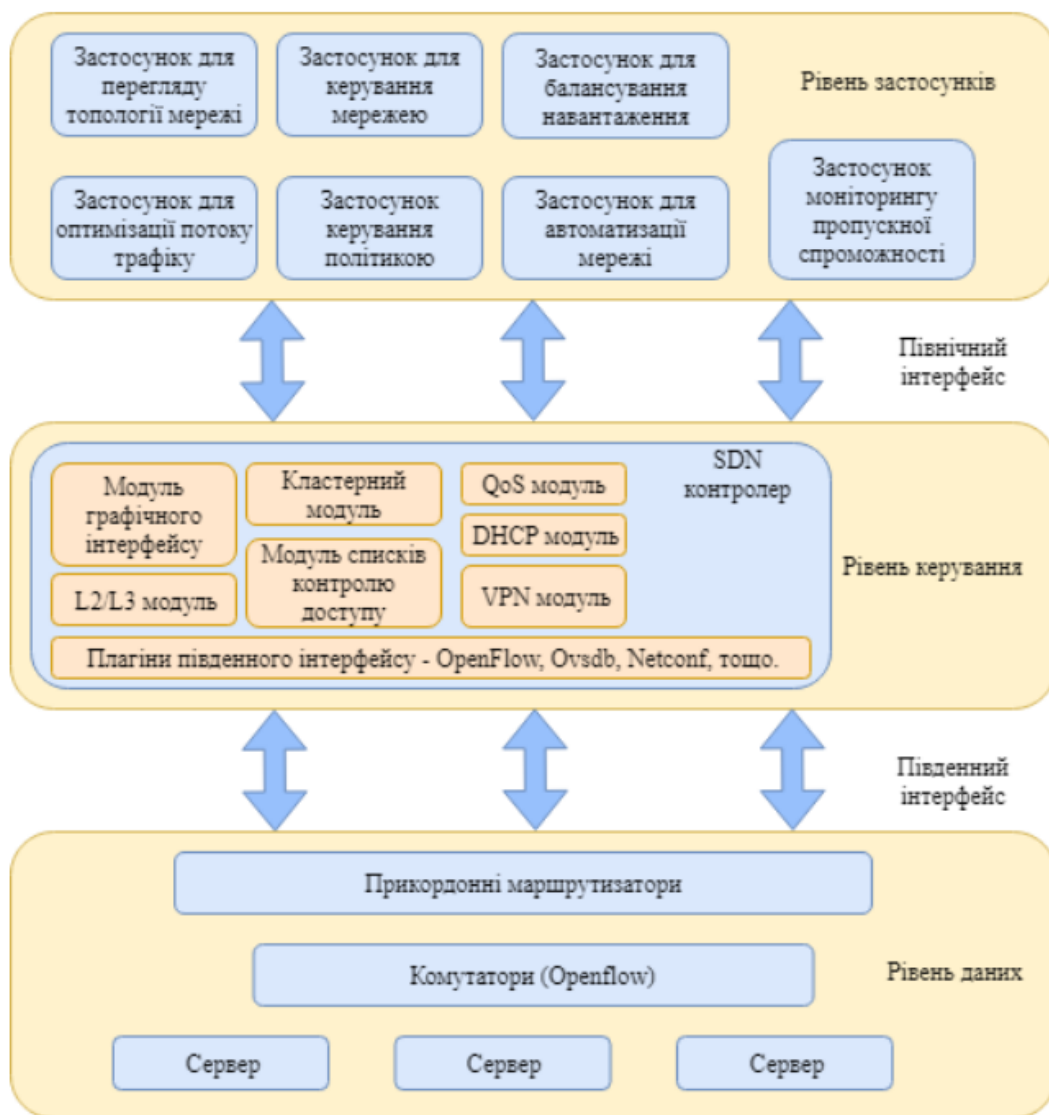 Застосунок для
перегляду
топології мережі
Застосунок для
керування
мережею
Застосунок для
балансування
навантаження
Рівень застосунків
Застосунок для
оптимізації потоку
трафіку
Застосунок
керування
політикою
Застосунок для
автоматизації
мережі
Застосунок
моніторингу
пропускної
спроможності
Північний
інтерфейс
Модуль
графічного
інтерфейсу
Кластерний
модуль
QoS модуль
SDN
контролер
DHCP модуль
Модуль списків
контролю
доступу
L2/L3 модуль
VPN модуль
Рівень керування
Плагіни південного інтерфейсу - OpenFlow, Ovsdb, Netconf, тощо.
Південний
інтерфейс
Прикордонні маршрутизатори
Комутатори (Openflow)
Рівень даних
Сервер
Сервер
Сервер